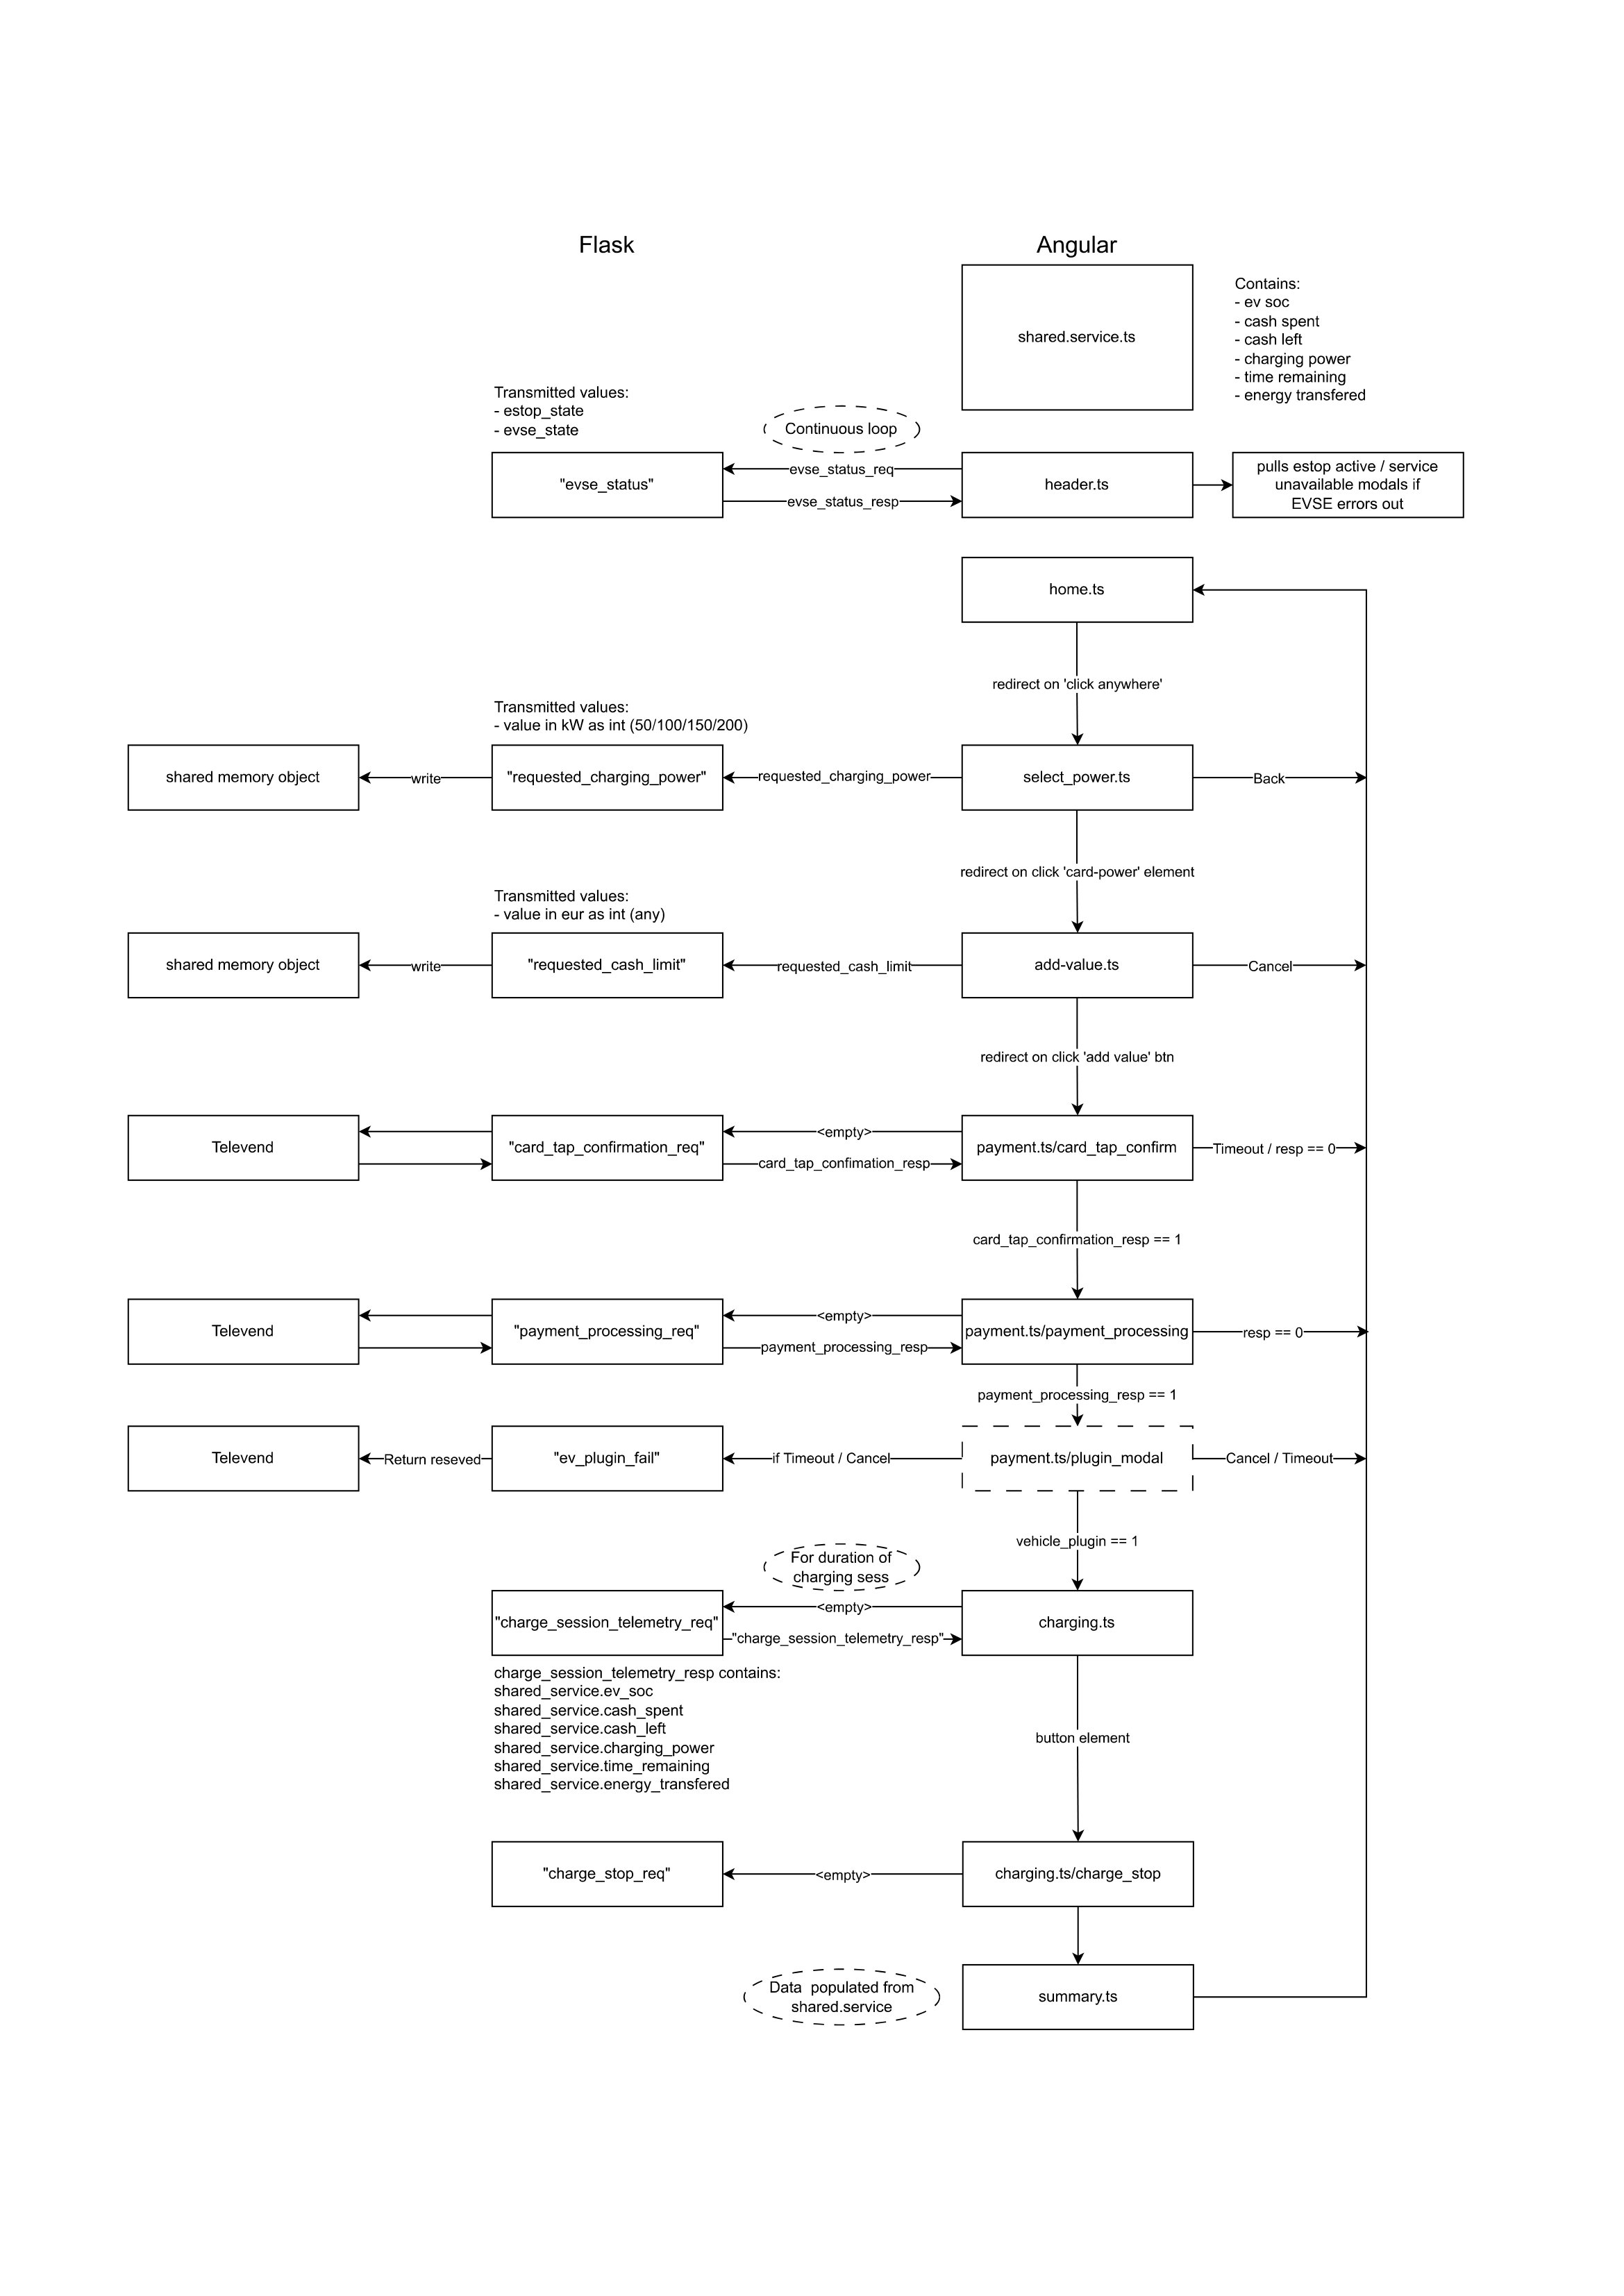 Flask
Angular
shared.service.ts
Contains:
- ev soc
- cash spent
- cash left
- charging power
- time remaining
- energy transfered
Transmitted values:
- estop_state
- evse_state
Continuous loop
"evse_status"
evse_status_req
evse_status_resp
header.ts
pulls estop active / service
unavailable modals if
EVSE errors out
home.ts
redirect on 'click anywhere'
Transmitted values:
- value in kW as int (50/100/150/200)
shared memory object
write
"requested_charging_power"
requested_charging_power
select_power.ts
Back
redirect on click 'card-power' element
Transmitted values:
- value in eur as int (any)
shared memory object
write
"requested_cash_limit"
requested_cash_limit
add-value.ts
Cancel
redirect on click 'add value' btn
Televend
"card_tap_confirmation_req"
<empty>
card_tap_confimation_resp
payment.ts/card_tap_confirm
Timeout / resp == 0
card_tap_confirmation_resp == 1
Televend
"payment_processing_req"
<empty>
payment_processing_resp
payment.ts/payment_processing
resp == 0
payment_processing_resp == 1
Televend
Return reseved
"ev_plugin_fail"
if Timeout / Cancel
payment.ts/plugin_modal
Cancel / Timeout
vehicle_plugin == 1
For duration of
charging sess
"charge_session_telemetry_req"
<empty>
"charge_session_telemetry_resp"
charging.ts
charge_session_telemetry_resp contains:
shared_service.ev_soc
shared_service.cash_spent
shared_service.cash_left
shared_service.charging_power
shared_service.time_remaining
shared_service.energy_transfered
button element
"charge_stop_req"
<empty>
charging.ts/charge_stop
Data  populated from
shared.service
summary.ts